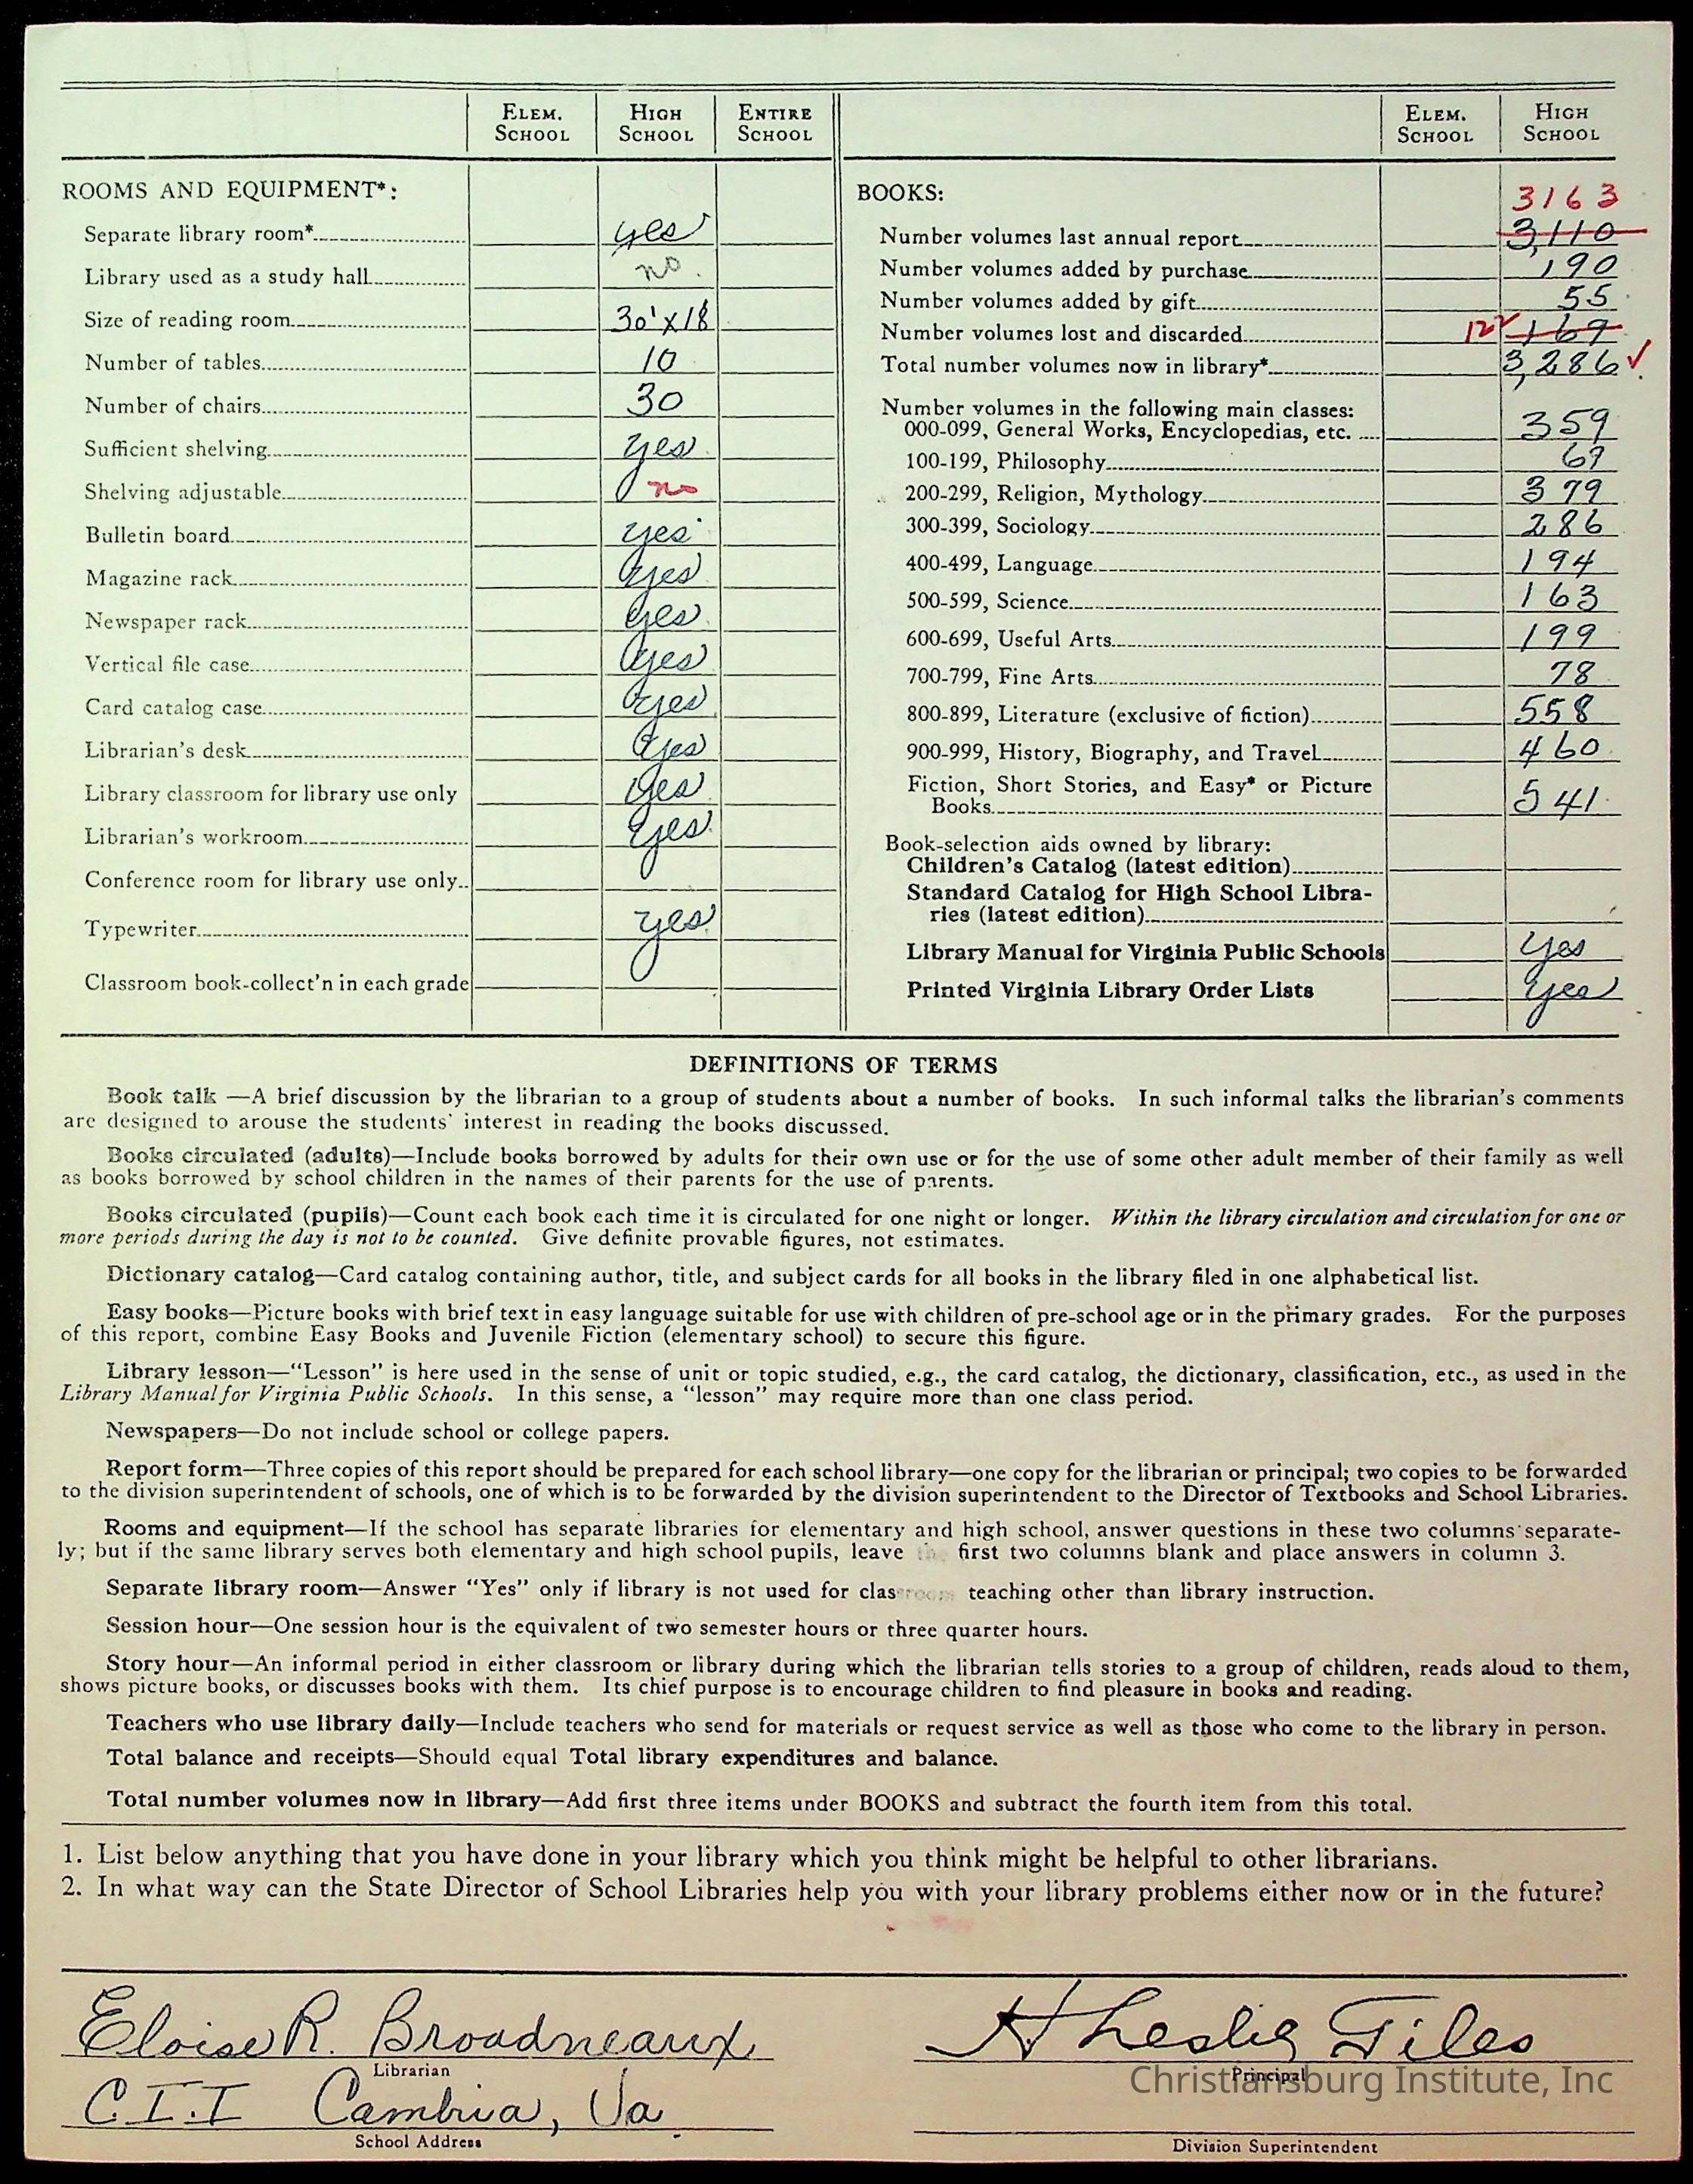 ELEM. SCHOOL HIGH SCHOOL ENTIRE SCHOOL
ROOMS AND EQUIPMENT*:
Separate library room* yes
Library used as a study hall no.
Size of reading room 30'x18
Number of tables 10
Number of chairs 30
Sufficient shelving yes
Shelving adjustable no
Bulletin board yes
Magazine rack yes
Newspaper rack yes
Vertical file case yes
Card catalog case yes
Librarian's desk yes
Library classroom for library use only yes
Librarian's workroom yes
Conference room for library use only
Typewriter yes
Classroom book-collect'n in each grade
ELEM. SCHOOL HIGH SCHOOL
BOOKS: 3163
Number volumes last annual report 3,110
Number volumes added by purchase 190
Number volumes added by gift 55
Number volumes lost and discarded 122 169
Total number volumes now in library* 3,286 ✓
Number volumes in the following main classes:
000-099, General Works, Encyclopedias, etc. 359
100-199, Philosophy 69
200-299, Religion, Mythology 379
300-399, Sociology 286
400-499, Language 194
500-599, Science 163
600-699, Useful Arts 199
700-799, Fine Arts 78
800-899, Literature (exclusive of fiction) 558
900-999, History, Biography, and Travel 460
Fiction, Short Stories, and Easy* or Picture
Books 541
Book-selection aids owned by library:
Children's Catalog (latest edition)
Standard Catalog for High School Libra-
ries (latest edition)
Library Manual for Virginia Public Schools yes
Printed Virginia Library Order Lists yes
DEFINITIONS OF TERMS
Book talk —A brief discussion by the librarian to a group of students about a number of books. In such informal talks the librarian's comments
are designed to arouse the students' interest in reading the books discussed.
Books circulated (adults)—Include books borrowed by adults for their own use or for the use of some other adult member of their family as well
as books borrowed by school children in the names of their parents for the use of parents.
Books circulated (pupils)—Count each book each time it is circulated for one night or longer. Within the library circulation and circulation for one or
more periods during the day is not to be counted. Give definite provable figures, not estimates.
Dictionary catalog—Card catalog containing author, title, and subject cards for all books in the library filed in one alphabetical list.
Easy books—Picture books with brief text in easy language suitable for use with children of pre-school age or in the primary grades. For the purposes
of this report, combine Easy Books and Juvenile Fiction (elementary school) to secure this figure.
Library lesson—"Lesson" is here used in the sense of unit or topic studied, e.g., the card catalog, the dictionary, classification, etc., as used in the
Library Manual for Virginia Public Schools. In this sense, a "lesson" may require more than one class period.
Newspapers—Do not include school or college papers.
Report form—Three copies of this report should be prepared for each school library—one copy for the librarian or principal; two copies to be forwarded
to the division superintendent of schools, one of which is to be forwarded by the division superintendent to the Director of Textbooks and School Libraries.
Rooms and equipment—If the school has separate libraries for elementary and high school, answer questions in these two columns separate-
ly; but if the same library serves both elementary and high school pupils, leave the first two columns blank and place answers in column 3.
Separate library room—Answer "Yes" only if library is not used for classroom teaching other than library instruction.
Session hour—One session hour is the equivalent of two semester hours or three quarter hours.
Story hour—An informal period in either classroom or library during which the librarian tells stories to a group of children, reads aloud to them,
shows picture books, or discusses books with them. Its chief purpose is to encourage children to find pleasure in books and reading.
Teachers who use library daily—Include teachers who send for materials or request service as well as those who come to the library in person.
Total balance and receipts—Should equal Total library expenditures and balance.
Total number volumes now in library—Add first three items under BOOKS and subtract the fourth item from this total.
1. List below anything that you have done in your library which you think might be helpful to other librarians.
2. In what way can the State Director of School Libraries help you with your library problems either now or in the future?
Eloise R. Broadneaux
Librarian
C.I.I Cambria, Va
School Address
H Leslie Giles
Principal
Christiansburg Institute, Inc
Division Superintendent